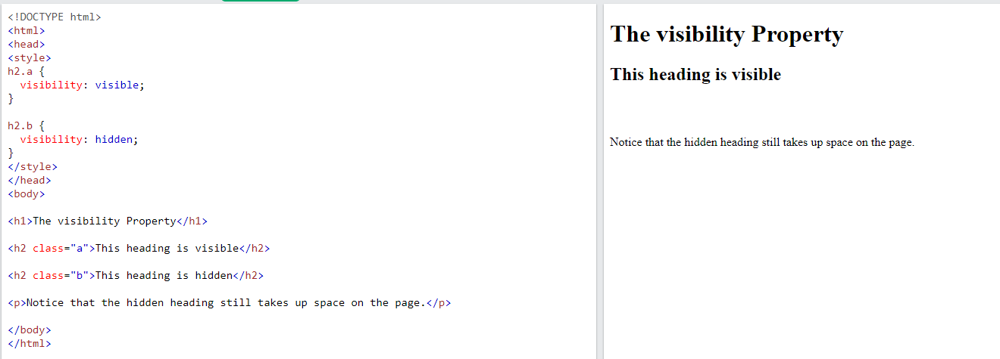 <!DOCTYPE html>
<html>
<head>
<style>
h2.a {
  visibility: visible;
}

h2.b {
  visibility: hidden;
}
</style>
</head>
<body>

<h1>The visibility Property</h1>

<h2 class="a">This heading is visible</h2>

<h2 class="b">This heading is hidden</h2>

<p>Notice that the hidden heading still takes up space on the page.</p>

</body>
</html>
The visibility Property
This heading is visible
Notice that the hidden heading still takes up space on the page.